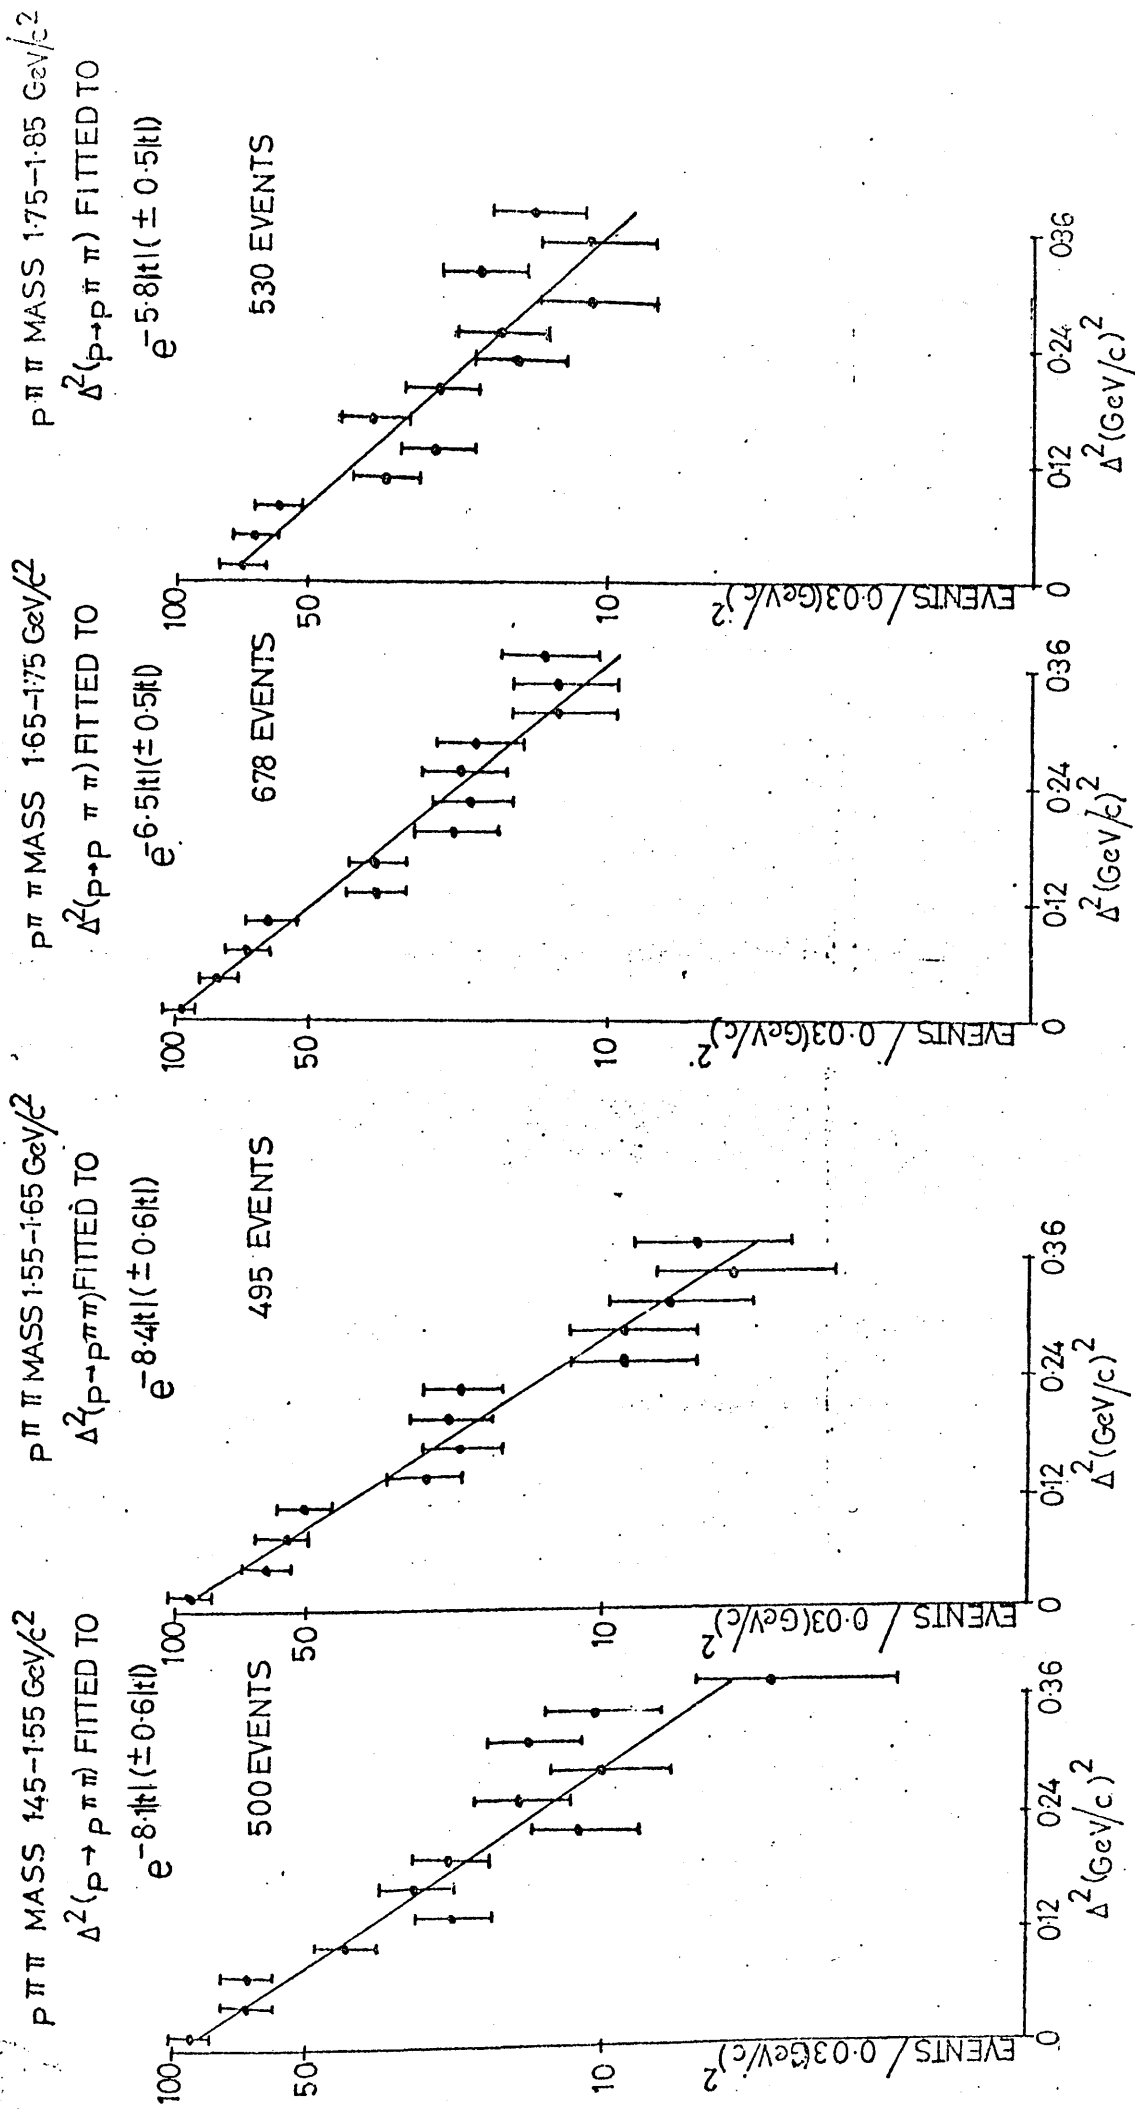 pππ MASS 1·45-1·55 GeV/c²
Δ²(p→pππ) FITTED TO
e^-8·1|t|(±0·6|t|)
500 EVENTS
100
50
10
EVENTS / 0·03(GeV/c)²
0
0·12
0·24
0·36
Δ²(GeV/c)²
pππ MASS 1·55-1·65 GeV/c²
Δ²(p→pππ) FITTED TO
e^-8·4|t|(±0·6|t|)
495 EVENTS
100
50
10
EVENTS / 0·03(GeV/c)²
0
0·12
0·24
0·36
Δ²(GeV/c)²
pππ MASS 1·65-1·75 GeV/c²
Δ²(p→pππ) FITTED TO
e^-6·5|t|(±0·5|t|)
678 EVENTS
100
50
10
EVENTS / 0·03(GeV/c)²
0
0·12
0·24
0·36
Δ²(GeV/c)²
pππ MASS 1·75-1·85 GeV/c²
Δ²(p→pππ) FITTED TO
e^-5·8|t|(±0·5|t|)
530 EVENTS
100
50
10
EVENTS / 0·03(GeV/c)²
0
0·12
0·24
0·36
Δ²(GeV/c)²